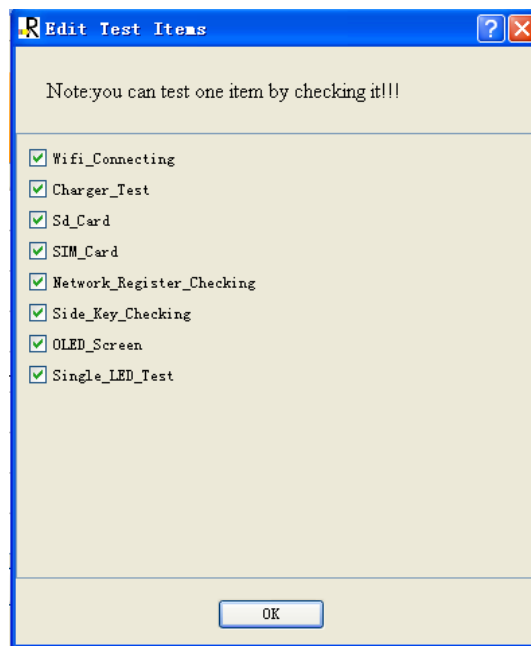 R Edit Test Items
Note:you can test one item by checking it!!!
Wifi_Connecting
Charger_Test
Sd_Card
SIM_Card
Network_Register_Checking
Side_Key_Checking
OLED_Screen
Single_LED_Test
OK